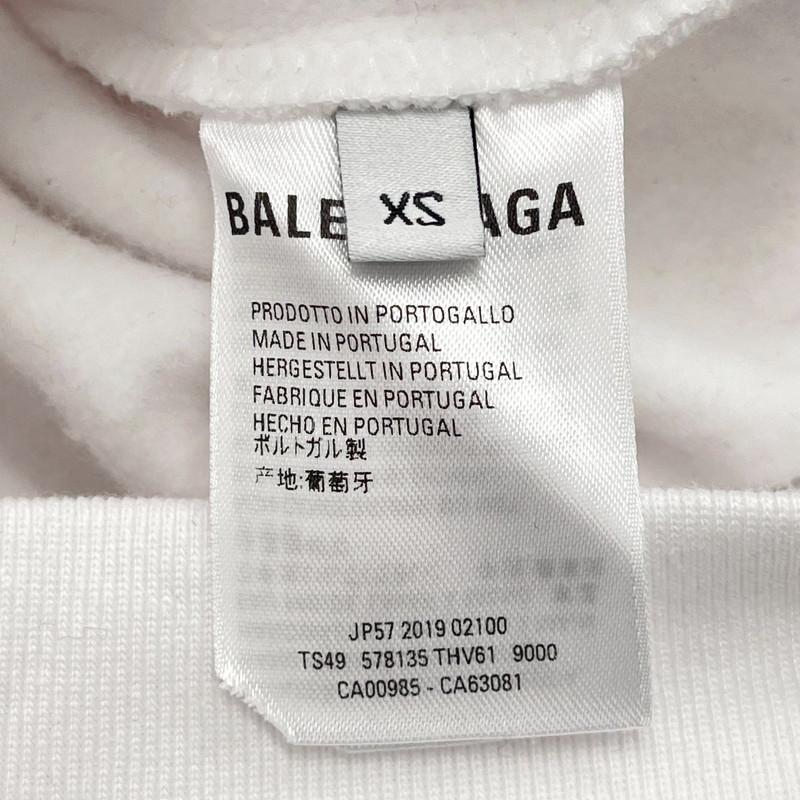 BALE AGA
XS
PRODOTTO IN PORTOGALLO
MADE IN PORTUGAL
HERGESTELLT IN PORTUGAL
FABRIQUE EN PORTUGAL
HECHO EN PORTUGAL
ポルトガル製
产地:葡萄牙
JP57 2019 02100
TS49 578135 THV61 9000
CA00985 - CA63081